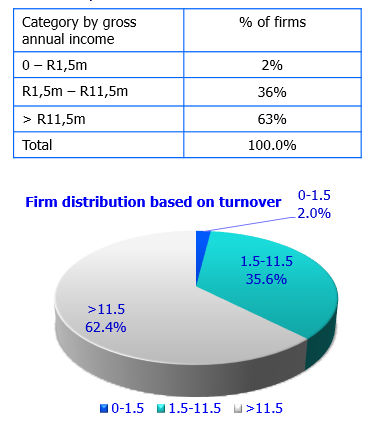 Category by gross
annual income
% of firms
0 – R1,5m
2%
R1,5m – R11,5m
36%
> R11,5m
63%
Total
100.0%
Firm distribution based on turnover
0-1.5
2.0%
1.5-11.5
35.6%
>11.5
62.4%
0-1.5
1.5-11.5
>11.5